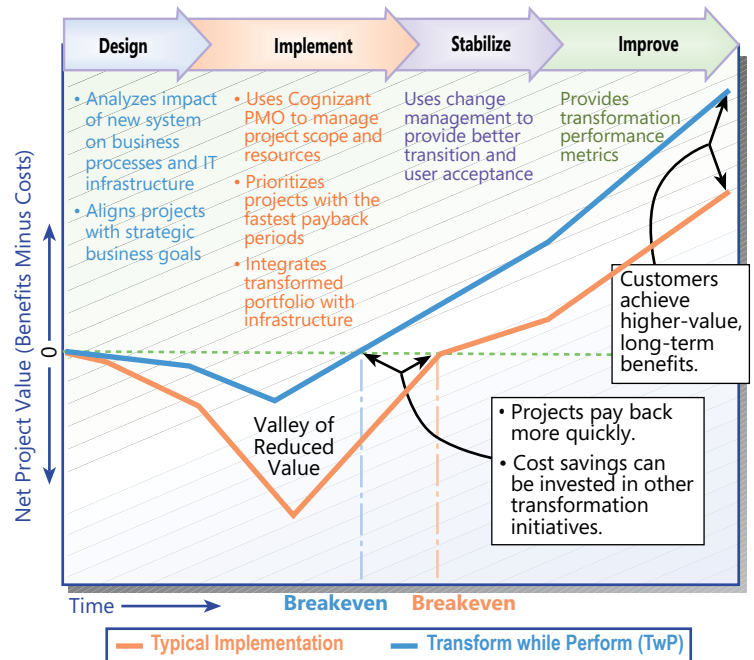 Design
Implement
Stabilize
Improve
• Analyzes impact
of new system
on business
processes and IT
infrastructure
• Aligns projects
with strategic
business goals
• Uses Cognizant
PMO to manage
project scope and
resources
• Prioritizes
projects with the
fastest payback
periods
• Integrates
transformed
portfolio with
infrastructure
Uses change
management to
provide better
transition and
user acceptance
Provides
transformation
performance
metrics
Net Project Value (Benefits Minus Costs)
0
Customers
achieve
higher-value,
long-term
benefits.
Valley of
Reduced
Value
• Projects pay back
more quickly.
• Cost savings can
be invested in other
transformation
initiatives.
Time
Breakeven
Breakeven
Typical Implementation
Transform while Perform (TwP)